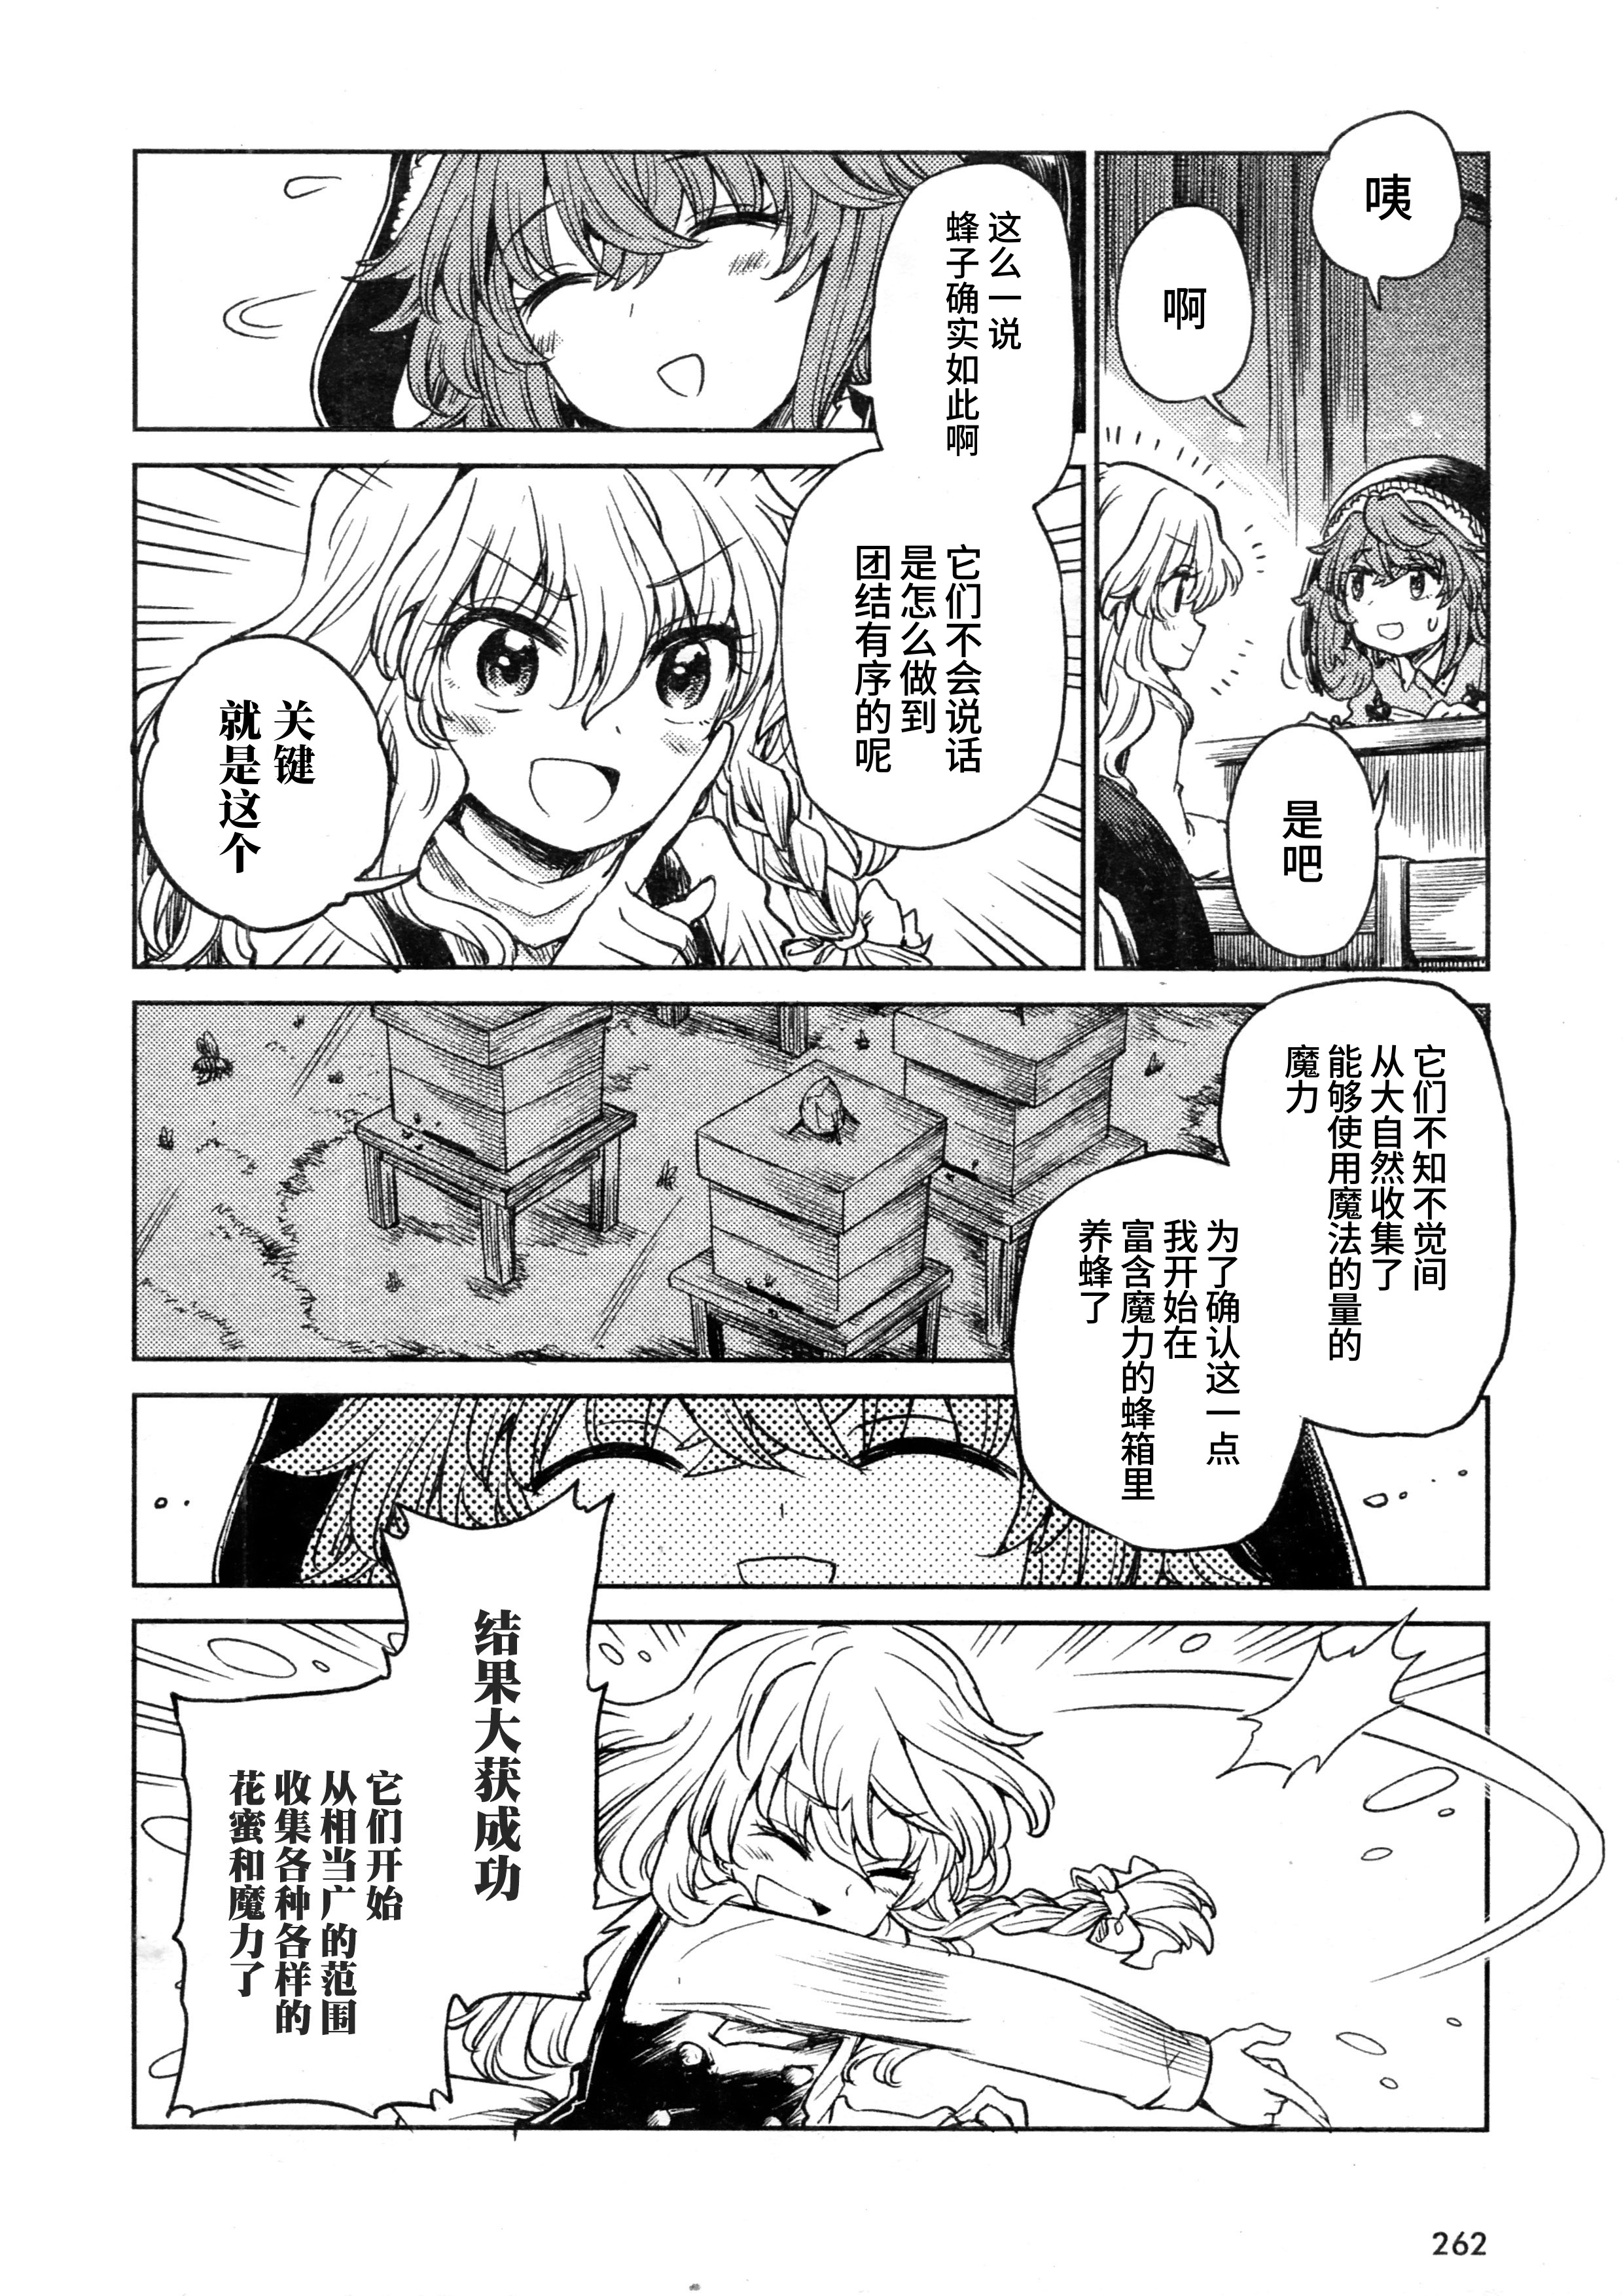 咦
啊
是吧
这么一说
蜂子确实如此啊
它们不会说话
是怎么做到
团结有序的呢
关键
就是这个
它们不知不觉间
从大自然收集了
能够使用魔法的量的
魔力
为了确认这一点
我开始在
富含魔力的蜂箱里
养蜂了
结果大获成功
它们开始
从相当广的范围
收集各种各样的
花蜜和魔力了
262